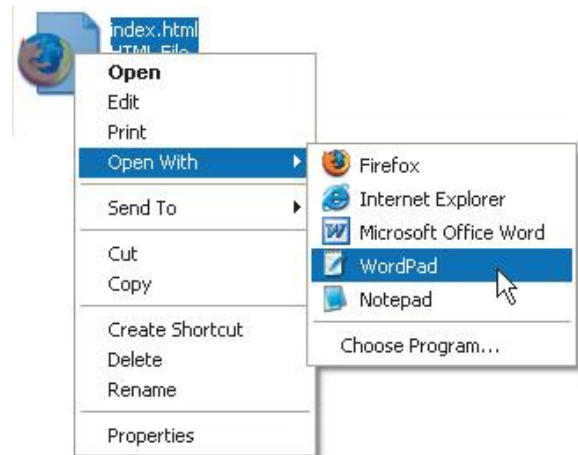 index.html
HTML File
Open
Edit
Print
Open With
Send To
Cut
Copy
Create Shortcut
Delete
Rename
Properties
Firefox
Internet Explorer
Microsoft Office Word
WordPad
Notepad
Choose Program...